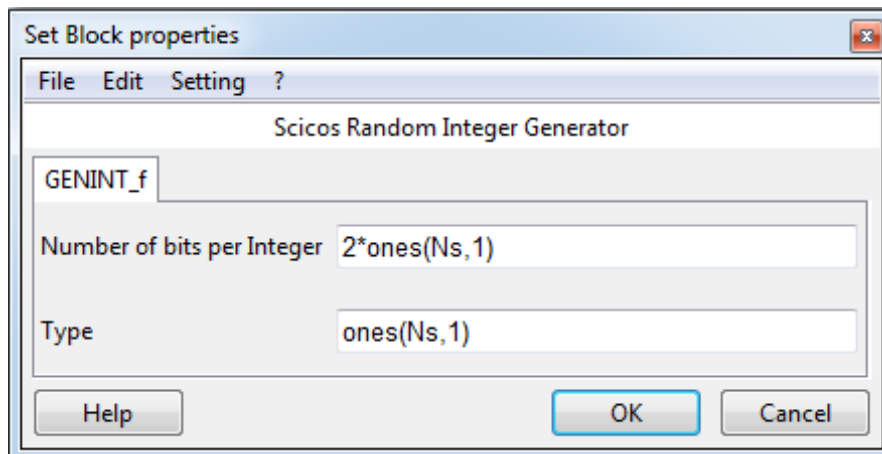 Set Block properties
File Edit Setting ?
Scicos Random Integer Generator
GENINT_f
Number of bits per Integer 2*ones(Ns,1)
Type ones(Ns,1)
Help OK Cancel